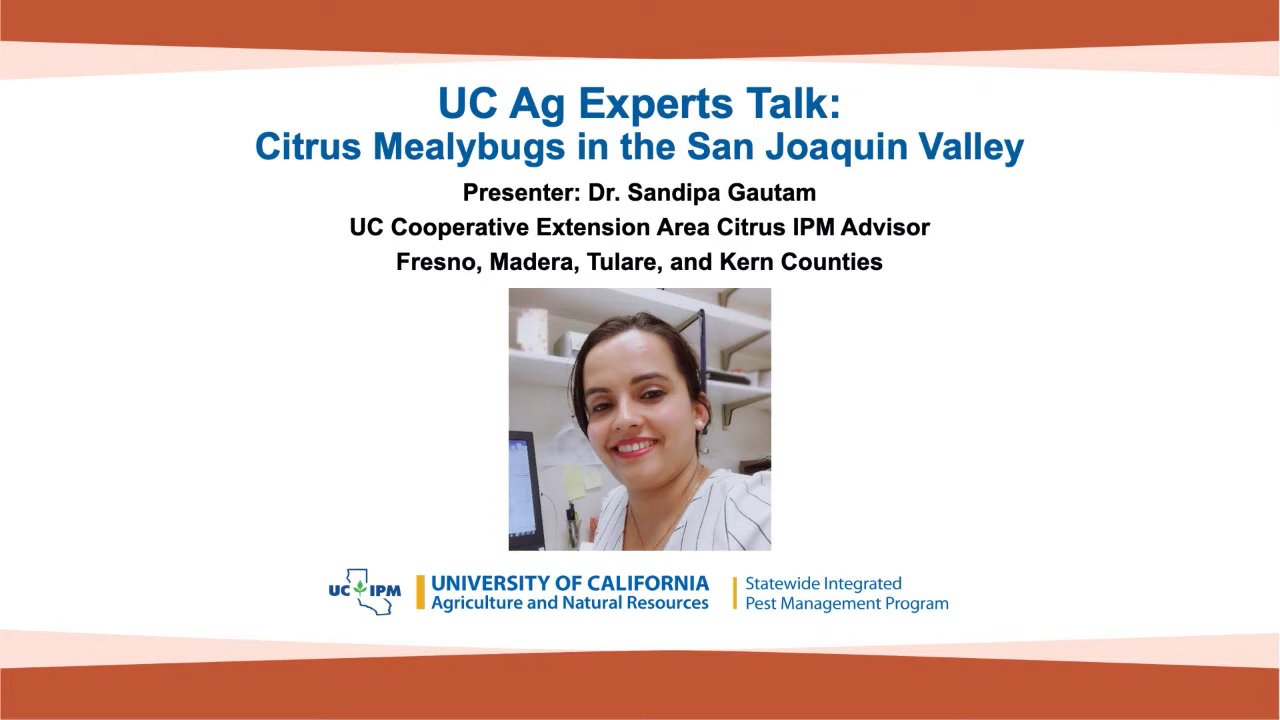 UC Ag Experts Talk:
Citrus Mealybugs in the San Joaquin Valley
Presenter: Dr. Sandipa Gautam
UC Cooperative Extension Area Citrus IPM Advisor
Fresno, Madera, Tulare, and Kern Counties
UC IPM
UNIVERSITY OF CALIFORNIA
Agriculture and Natural Resources
Statewide Integrated
Pest Management Program